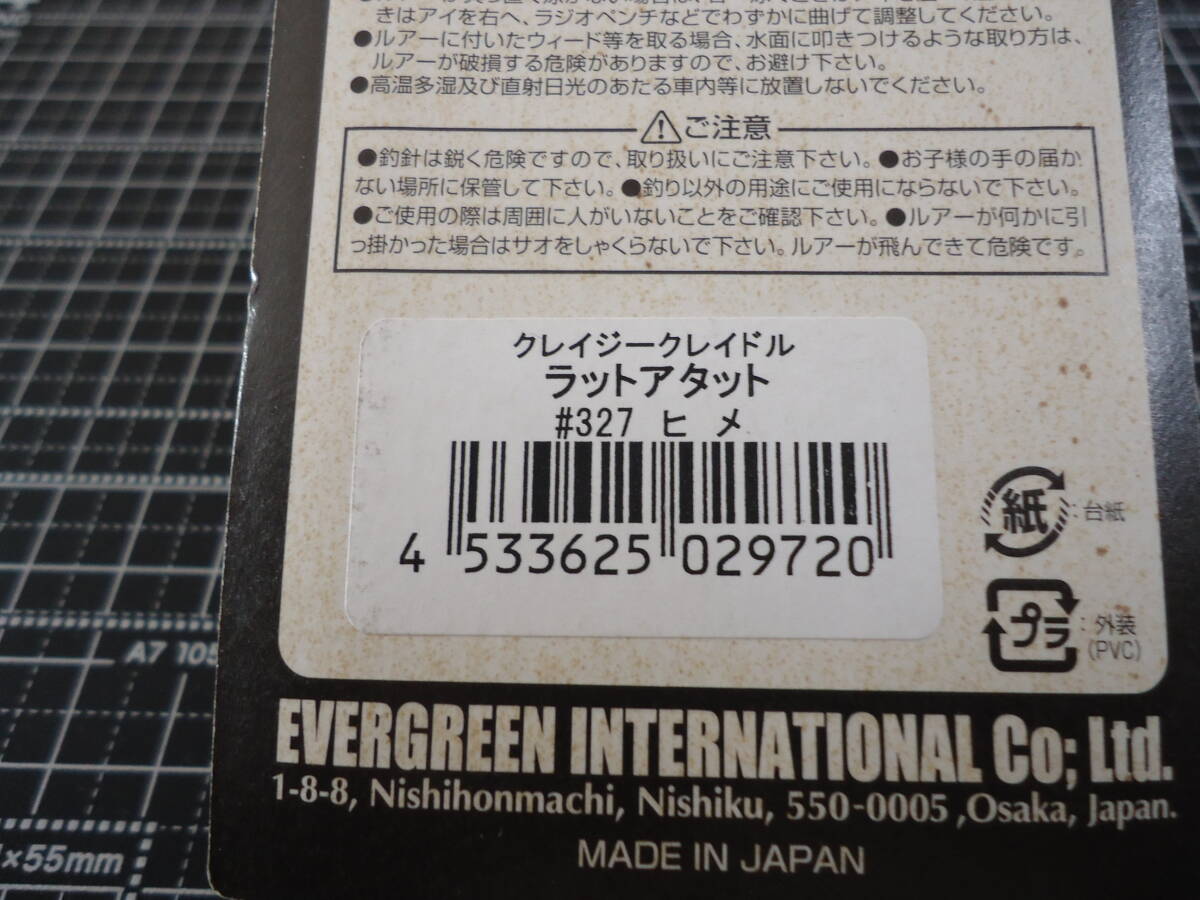 きはアイを右へ、ラジオペンチなどでわずかに曲げて調整してください。
●ルアーに付いたウィード等を取る場合、水面に叩きつけるような取り方は、
ルアーが破損する危険がありますので、お避け下さい。
●高温多湿及び直射日光のあたる車内等に放置しないでください。
ご注意
●釣針は鋭く危険ですので、取り扱いにご注意下さい。●お子様の手の届か
ない場所に保管して下さい。●釣り以外の用途にご使用にならないで下さい。
●ご使用の際は周囲に人がいないことをご確認下さい。●ルアーが何かに引
っ掛かった場合はサオをしゃくらないで下さい。ルアーが飛んできて危険です。
クレイジークレイドル
ラットアタット
#327 ヒメ
4 533625 029720
紙:台紙
プラ:外装
(PVC)
A7 105
×55mm
EVERGREEN INTERNATIONAL Co; Ltd.
1-8-8, Nishihonmachi, Nishiku, 550-0005 ,Osaka, Japan.
MADE IN JAPAN